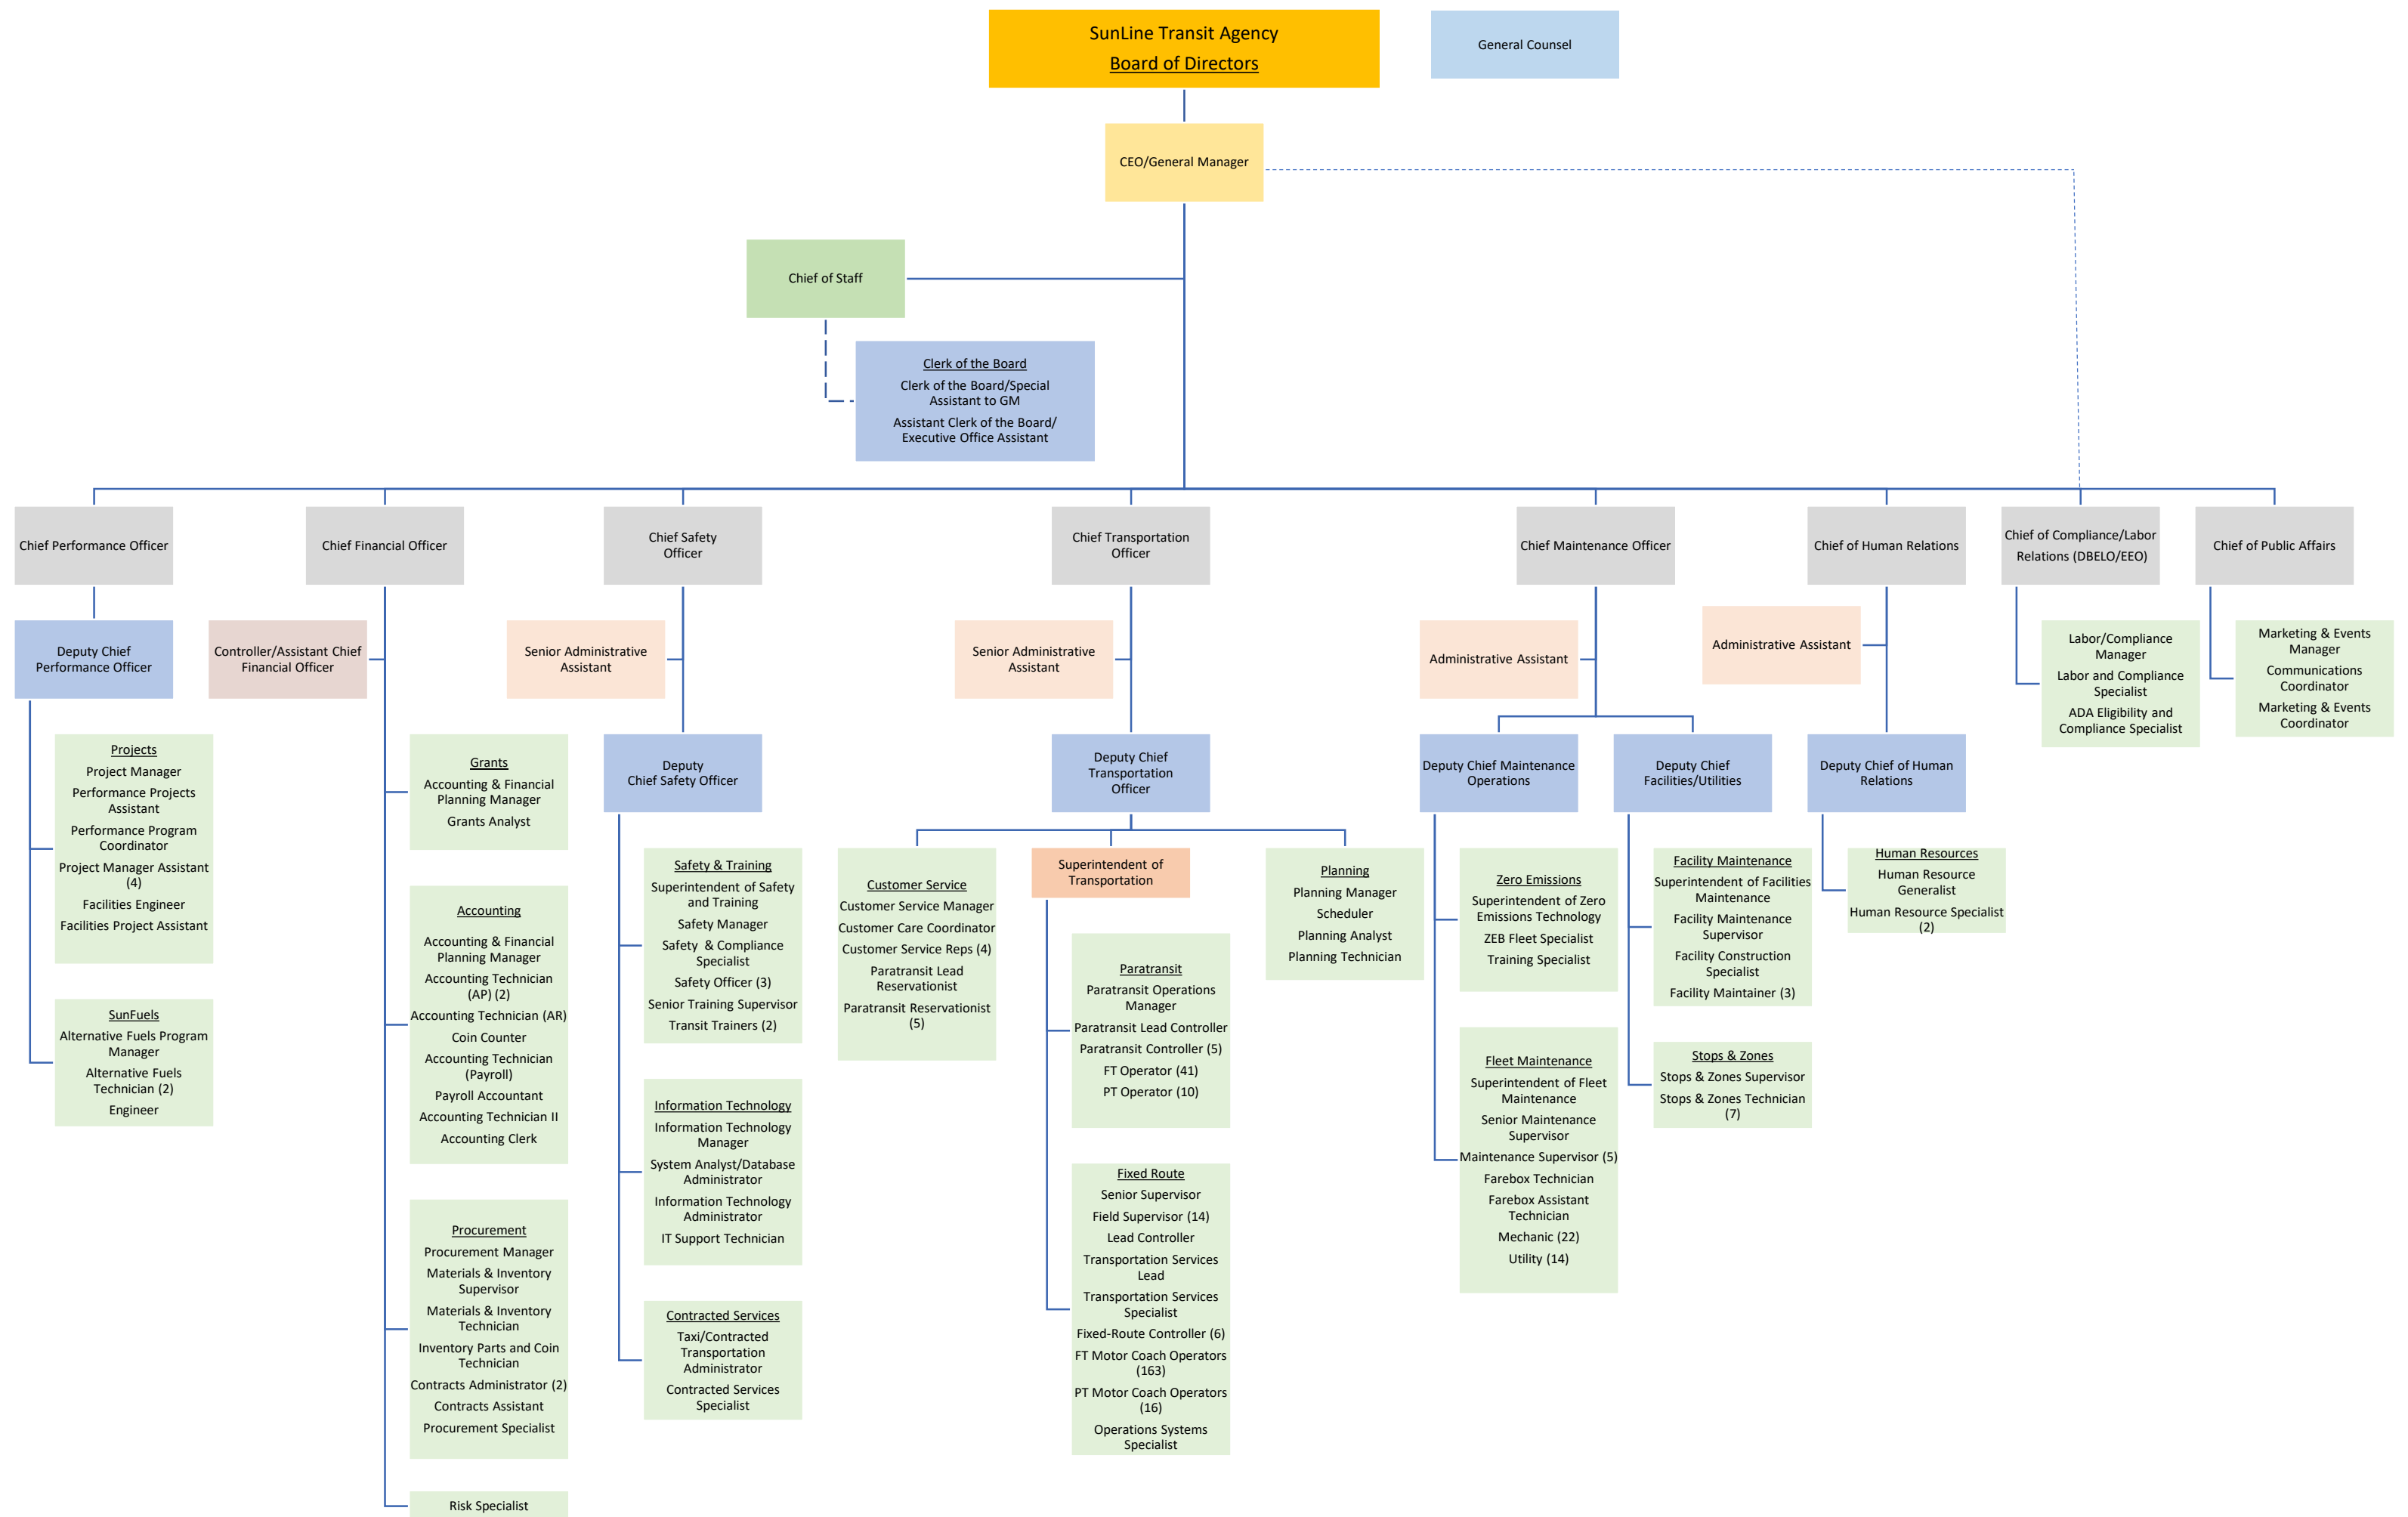 SunLine Transit Agency
Board of Directors
General Counsel
CEO/General Manager
Chief of Staff
Clerk of the Board
Clerk of the Board/Special
Assistant to GM
Assistant Clerk of the Board/
Executive Office Assistant
Chief Performance Officer
Chief Financial Officer
Chief Safety
Officer
Chief Transportation
Officer
Chief Maintenance Officer
Chief of Human Relations
Chief of Compliance/Labor
Relations (DBELO/EEO)
Chief of Public Affairs
Deputy Chief
Performance Officer
Controller/Assistant Chief
Financial Officer
Senior Administrative
Assistant
Senior Administrative
Assistant
Administrative Assistant
Administrative Assistant
Labor/Compliance
Manager
Labor and Compliance
Specialist
ADA Eligibility and
Compliance Specialist
Marketing & Events
Manager
Communications
Coordinator
Marketing & Events
Coordinator
Projects
Project Manager
Performance Projects
Assistant
Performance Program
Coordinator
Project Manager Assistant
(4)
Facilities Engineer
Facilities Project Assistant
SunFuels
Alternative Fuels Program
Manager
Alternative Fuels
Technician (2)
Engineer
Grants
Accounting & Financial
Planning Manager
Grants Analyst
Accounting
Accounting & Financial
Planning Manager
Accounting Technician
(AP) (2)
Accounting Technician (AR)
Coin Counter
Accounting Technician
(Payroll)
Payroll Accountant
Accounting Technician II
Accounting Clerk
Procurement
Procurement Manager
Materials & Inventory
Supervisor
Materials & Inventory
Technician
Inventory Parts and Coin
Technician
Contracts Administrator (2)
Contracts Assistant
Procurement Specialist
Risk Specialist
Deputy
Chief Safety Officer
Safety & Training
Superintendent of Safety
and Training
Safety Manager
Safety & Compliance
Specialist
Safety Officer (3)
Senior Training Supervisor
Transit Trainers (2)
Information Technology
Information Technology
Manager
System Analyst/Database
Administrator
Information Technology
Administrator
IT Support Technician
Contracted Services
Taxi/Contracted
Transportation
Administrator
Contracted Services
Specialist
Deputy Chief
Transportation
Officer
Customer Service
Customer Service Manager
Customer Care Coordinator
Customer Service Reps (4)
Paratransit Lead
Reservationist
Paratransit Reservationist
(5)
Superintendent of
Transportation
Paratransit
Paratransit Operations
Manager
Paratransit Lead Controller
Paratransit Controller (5)
FT Operator (41)
PT Operator (10)
Fixed Route
Senior Supervisor
Field Supervisor (14)
Lead Controller
Transportation Services
Lead
Transportation Services
Specialist
Fixed-Route Controller (6)
FT Motor Coach Operators
(163)
PT Motor Coach Operators
(16)
Operations Systems
Specialist
Planning
Planning Manager
Scheduler
Planning Analyst
Planning Technician
Deputy Chief Maintenance
Operations
Zero Emissions
Superintendent of Zero
Emissions Technology
ZEB Fleet Specialist
Training Specialist
Fleet Maintenance
Superintendent of Fleet
Maintenance
Senior Maintenance
Supervisor
Maintenance Supervisor (5)
Farebox Technician
Farebox Assistant
Technician
Mechanic (22)
Utility (14)
Deputy Chief
Facilities/Utilities
Facility Maintenance
Superintendent of Facilities
Maintenance
Facility Maintenance
Supervisor
Facility Construction
Specialist
Facility Maintainer (3)
Stops & Zones
Stops & Zones Supervisor
Stops & Zones Technician
(7)
Deputy Chief of Human
Relations
Human Resources
Human Resource
Generalist
Human Resource Specialist
(2)